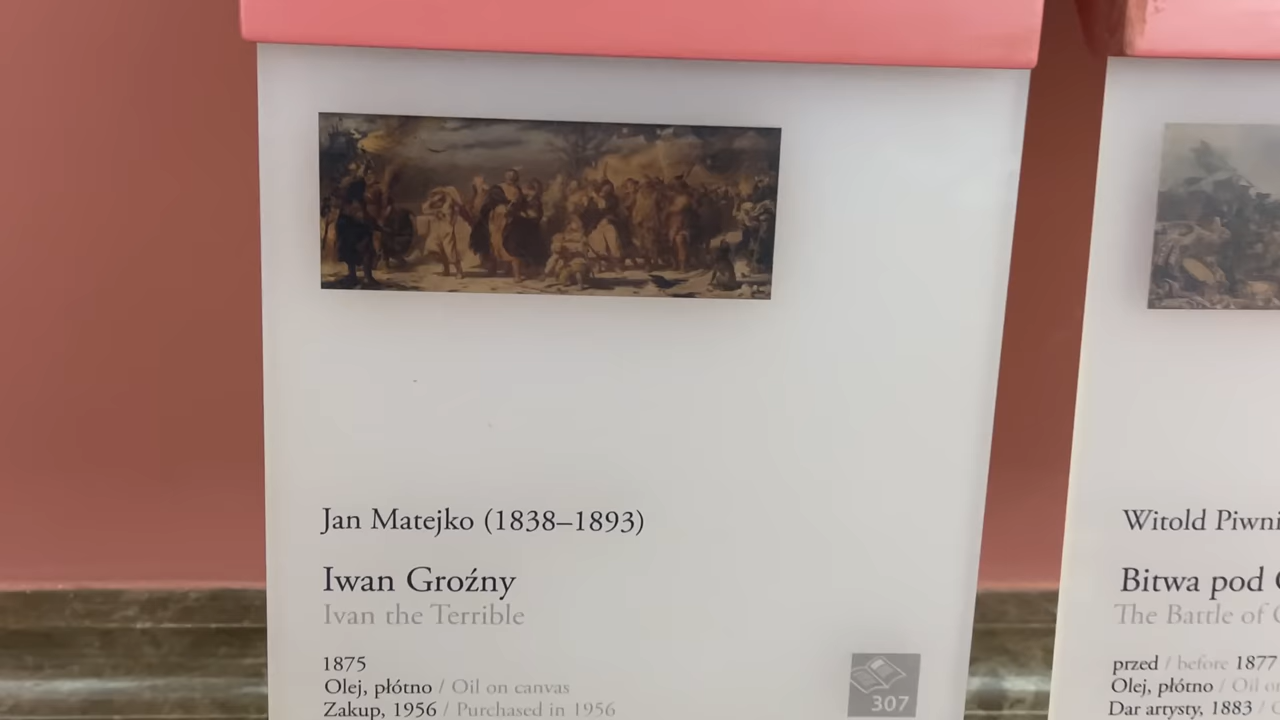 Jan Matejko (1838–1893)
Iwan Groźny
Ivan the Terrible
1875
Olej, płótno / Oil on canvas
Zakup, 1956 / Purchased in 1956
307
Witold
Bitwa pod
The Battle of
przed / before 1877
Olej, płótno / Oil
Dar artysty, 1883 /